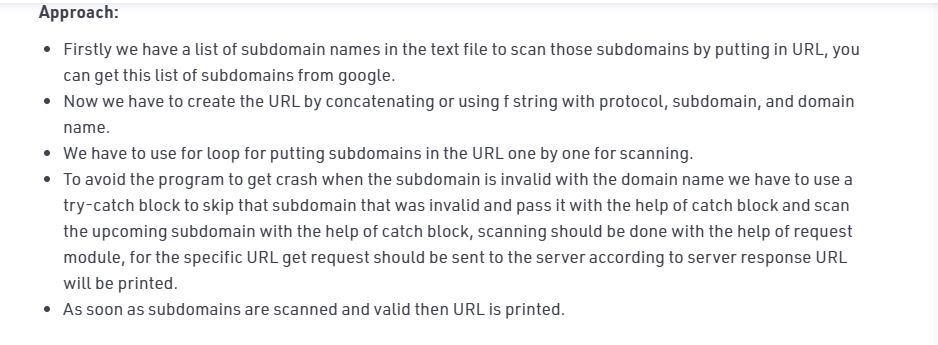 Approach:
• Firstly we have a list of subdomain names in the text file to scan those subdomains by putting in URL, you
can get this list of subdomains from google.
• Now we have to create the URL by concatenating or using f string with protocol, subdomain, and domain
name.
• We have to use for loop for putting subdomains in the URL one by one for scanning.
• To avoid the program to get crash when the subdomain is invalid with the domain name we have to use a
try-catch block to skip that subdomain that was invalid and pass it with the help of catch block and scan
the upcoming subdomain with the help of catch block, scanning should be done with the help of request
module, for the specific URL get request should be sent to the server according to server response URL
will be printed.
• As soon as subdomains are scanned and valid then URL is printed.